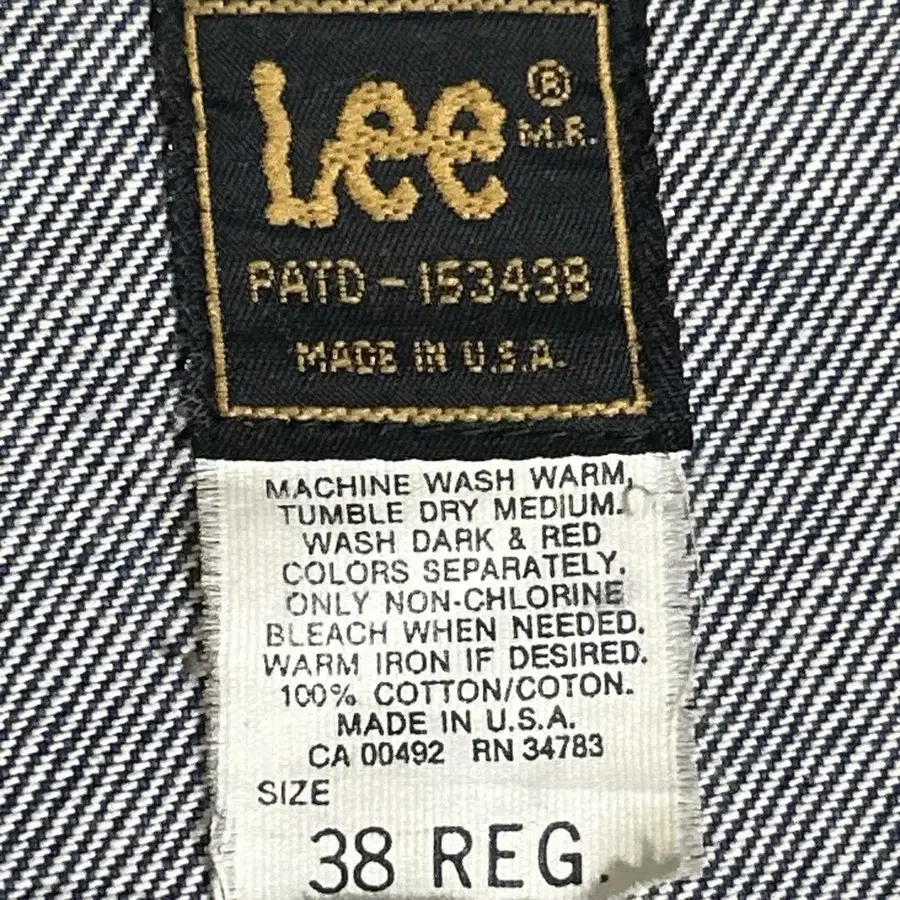 Lee ®
M.R.
PATD-153438
MADE IN U.S.A.
MACHINE WASH WARM,
TUMBLE DRY MEDIUM.
WASH DARK & RED
COLORS SEPARATELY.
ONLY NON-CHLORINE
BLEACH WHEN NEEDED.
WARM IRON IF DESIRED.
100% COTTON/COTON.
MADE IN U.S.A.
CA 00492 RN 34783
SIZE
38 REG.